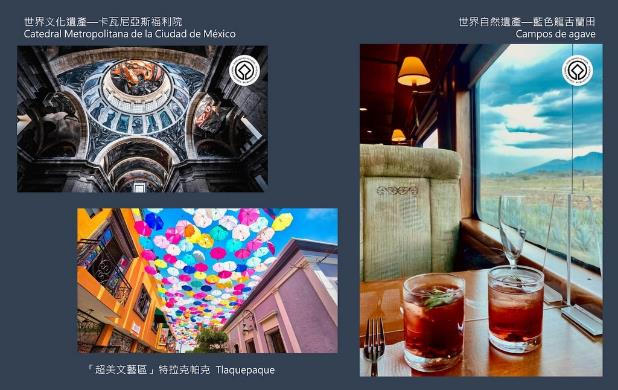 世界文化遺產—卡瓦尼亞斯福利院
Catedral Metropolitana de la Ciudad de México
世界自然遺產—藍色龍舌蘭田
Campos de agave
「超美文藝區」特拉克帕克 Tlaquepaque